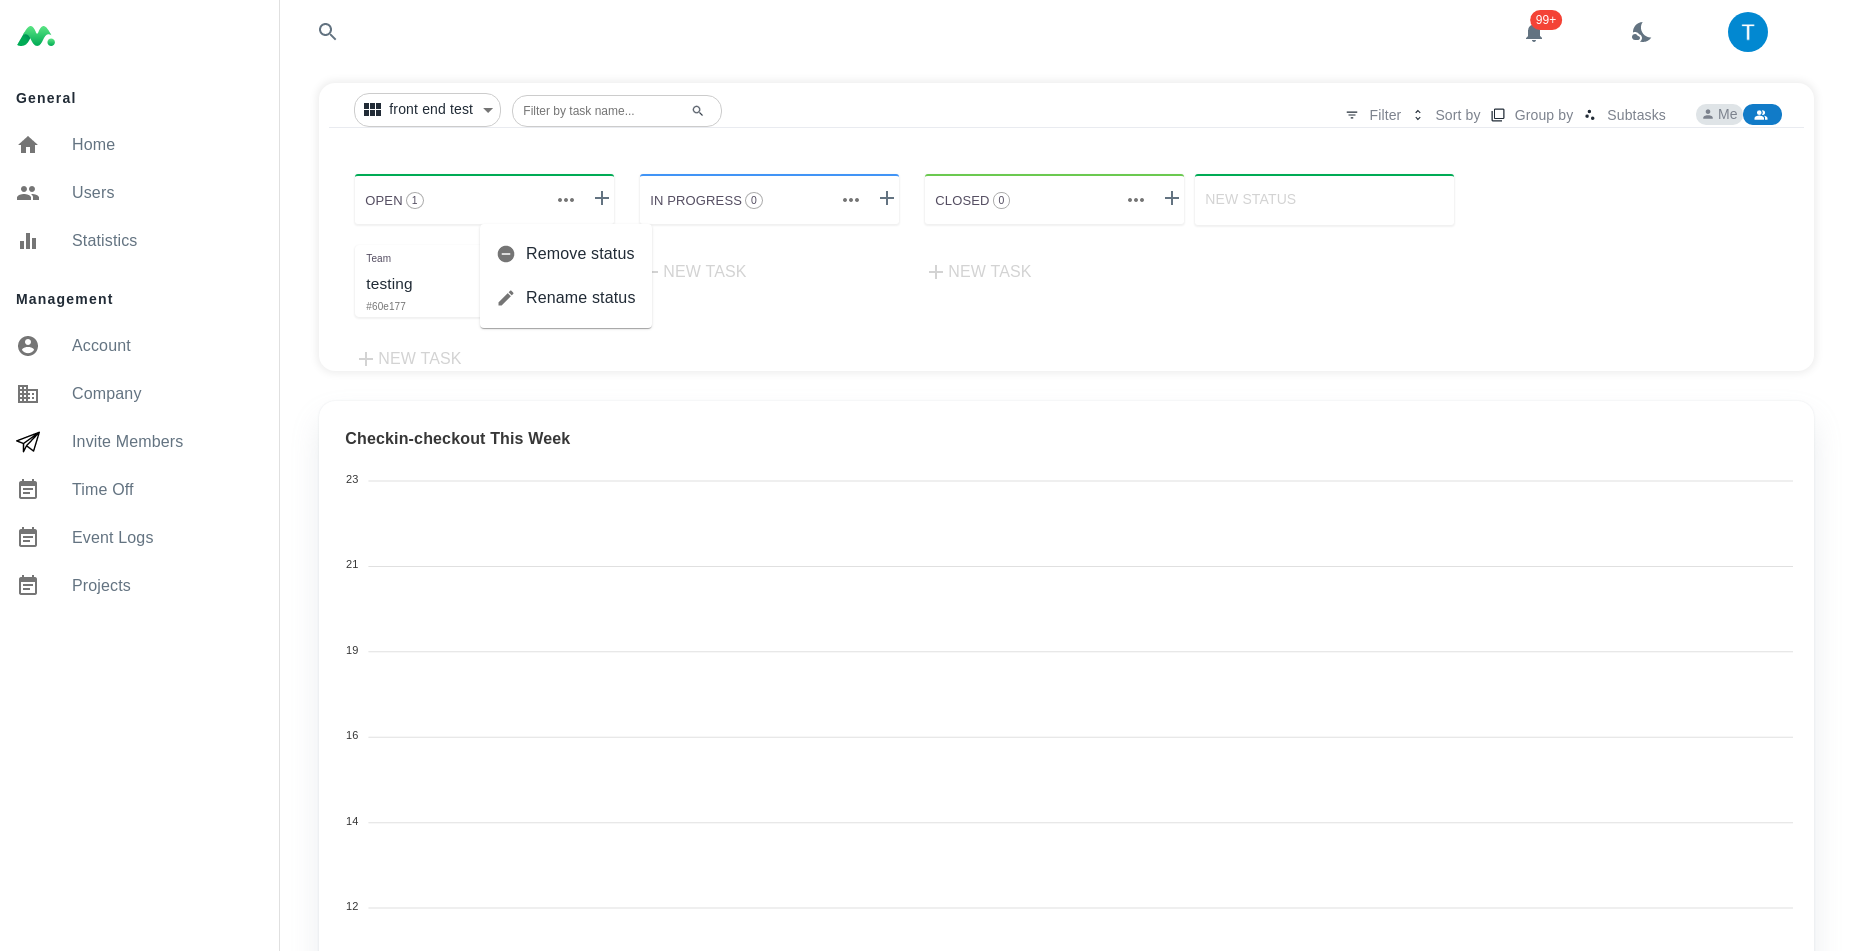 General
Home
Users
Statistics
Management
Account
Company
Invite Members
Time Off
Event Logs
Projects
99+
T
front end test
Filter by task name...
Filter
Sort by
Group by
Subtasks
Me
OPEN 1
IN PROGRESS 0
CLOSED 0
NEW STATUS
Team
testing
#60e177
Remove status
Rename status
NEW TASK
NEW TASK
NEW TASK
Checkin-checkout This Week
23
21
19
16
14
12